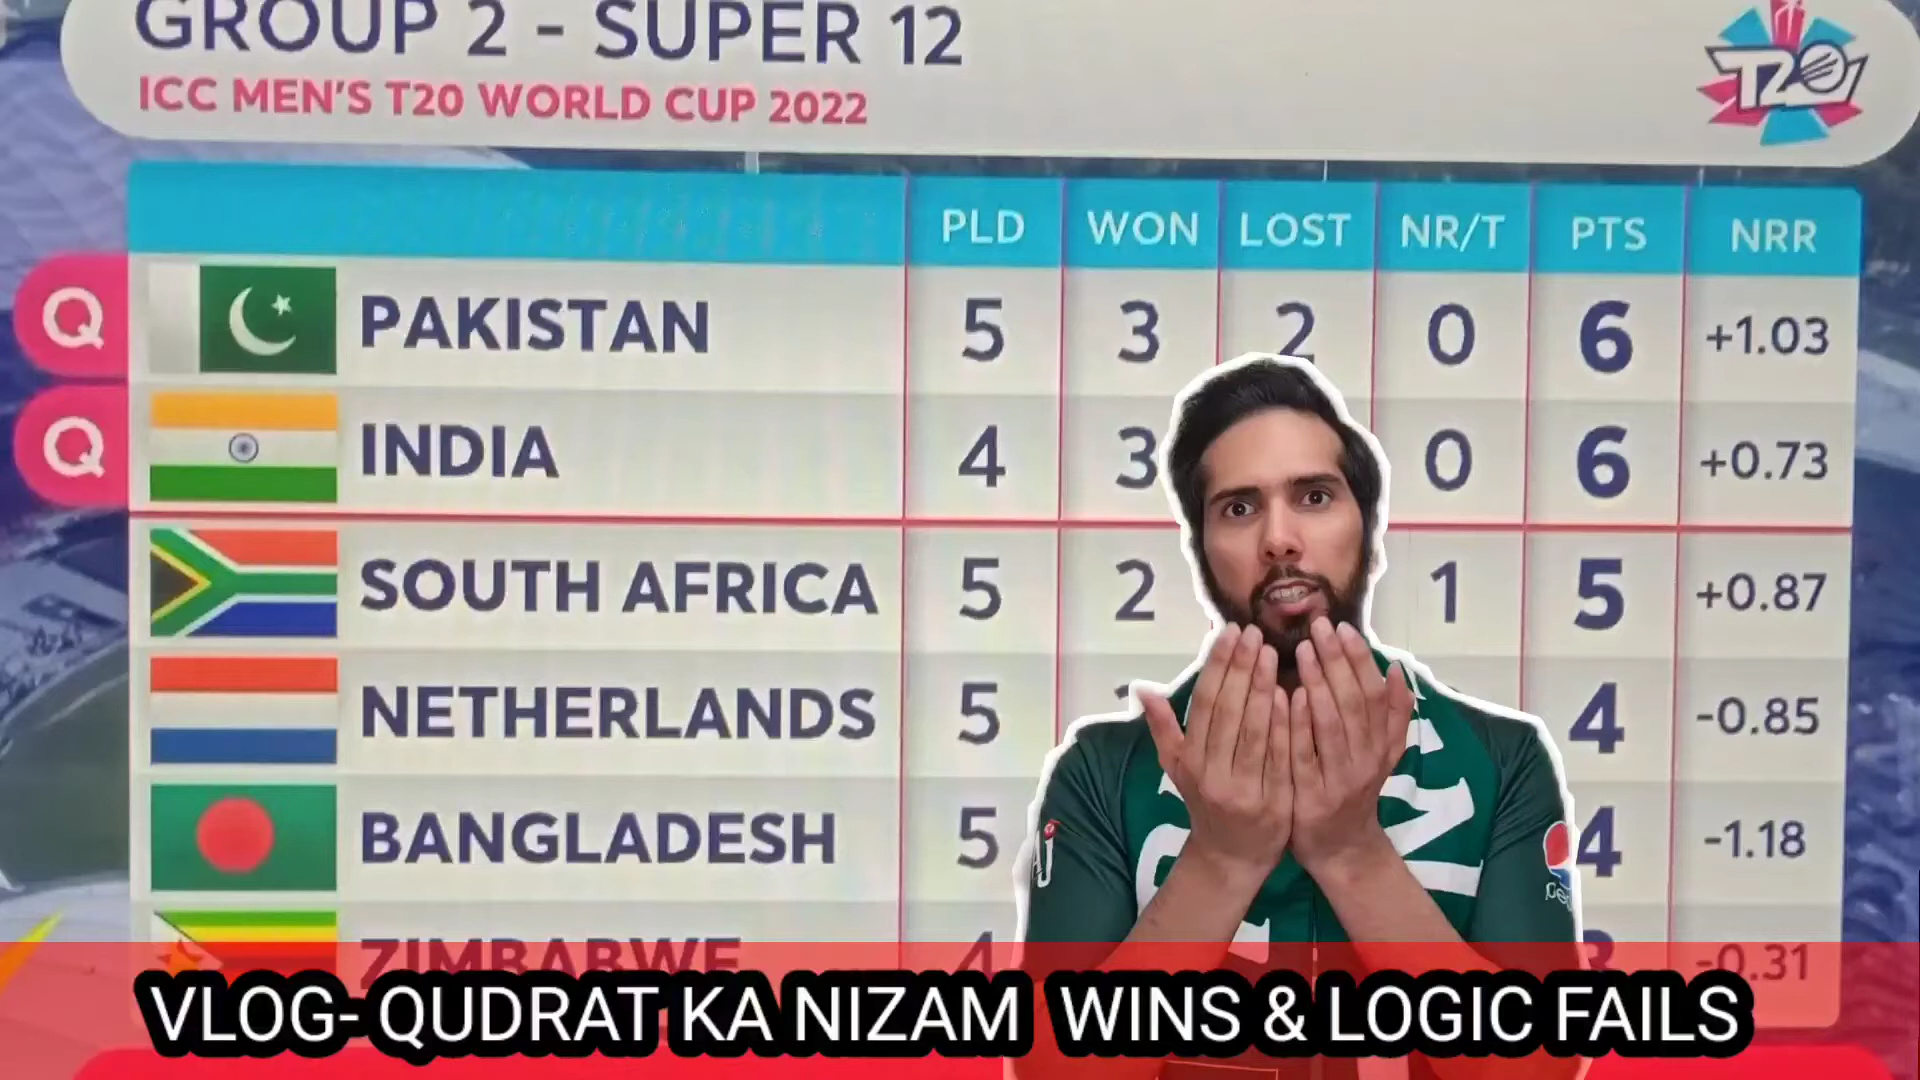 GROUP 2 - SUPER 12
ICC MEN'S T20 WORLD CUP 2022
T20
PLD WON LOST NR/T PTS NRR
Q PAKISTAN 5 3 2 0 6 +1.03
Q INDIA 4 3 0 6 +0.73
SOUTH AFRICA 5 2 1 5 +0.87
NETHERLANDS 5 4 -0.85
BANGLADESH 5 4 -1.18
ZIMBABWE 4 3 -0.31
VLOG- QUDRAT KA NIZAM WINS & LOGIC FAILS